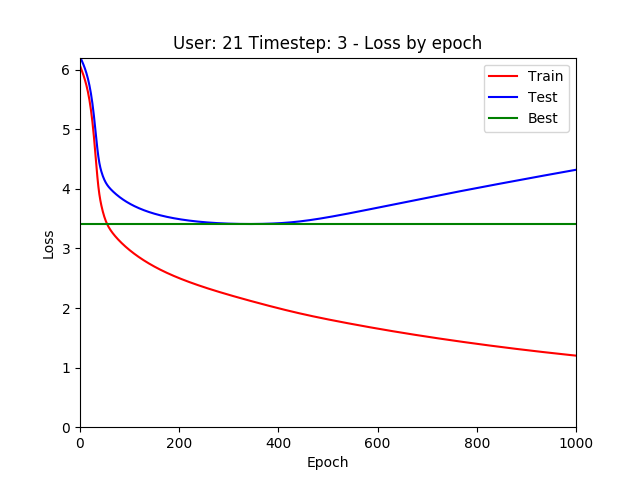 User: 21 Timestep: 3 - Loss by epoch
6
5
4
3
2
1
0
Loss
Train
Test
Best
0 200 400 600 800 1000
Epoch